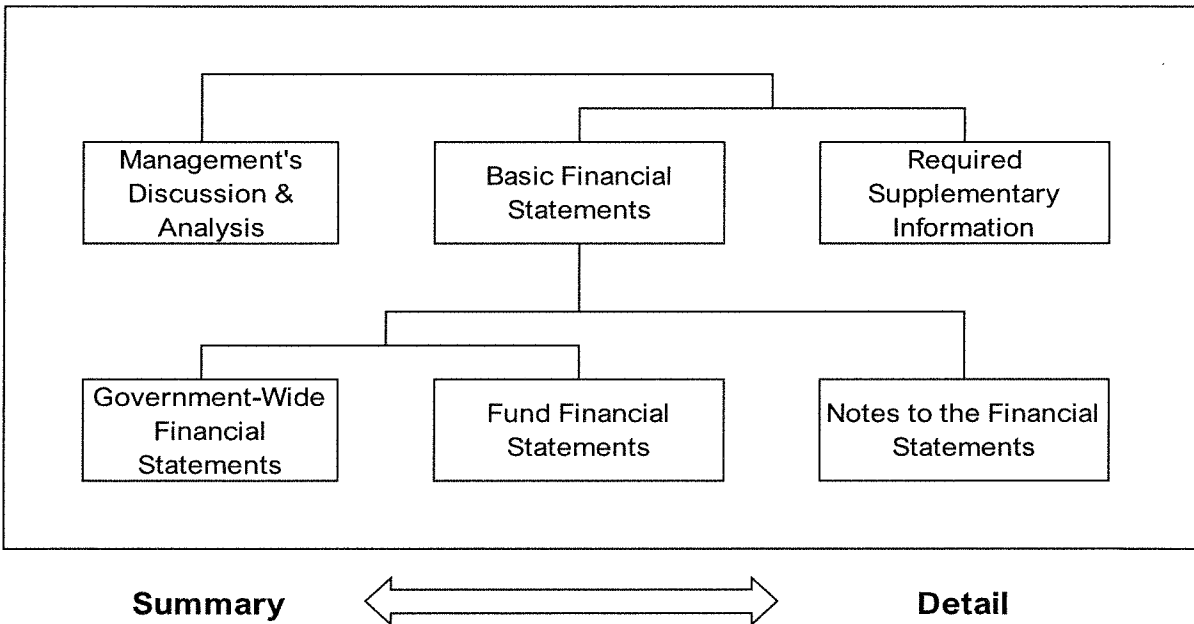 Management's
Discussion &
Analysis
Basic Financial
Statements
Required
Supplementary
Information
Government-Wide
Financial
Statements
Fund Financial
Statements
Notes to the Financial
Statements
Summary
Detail